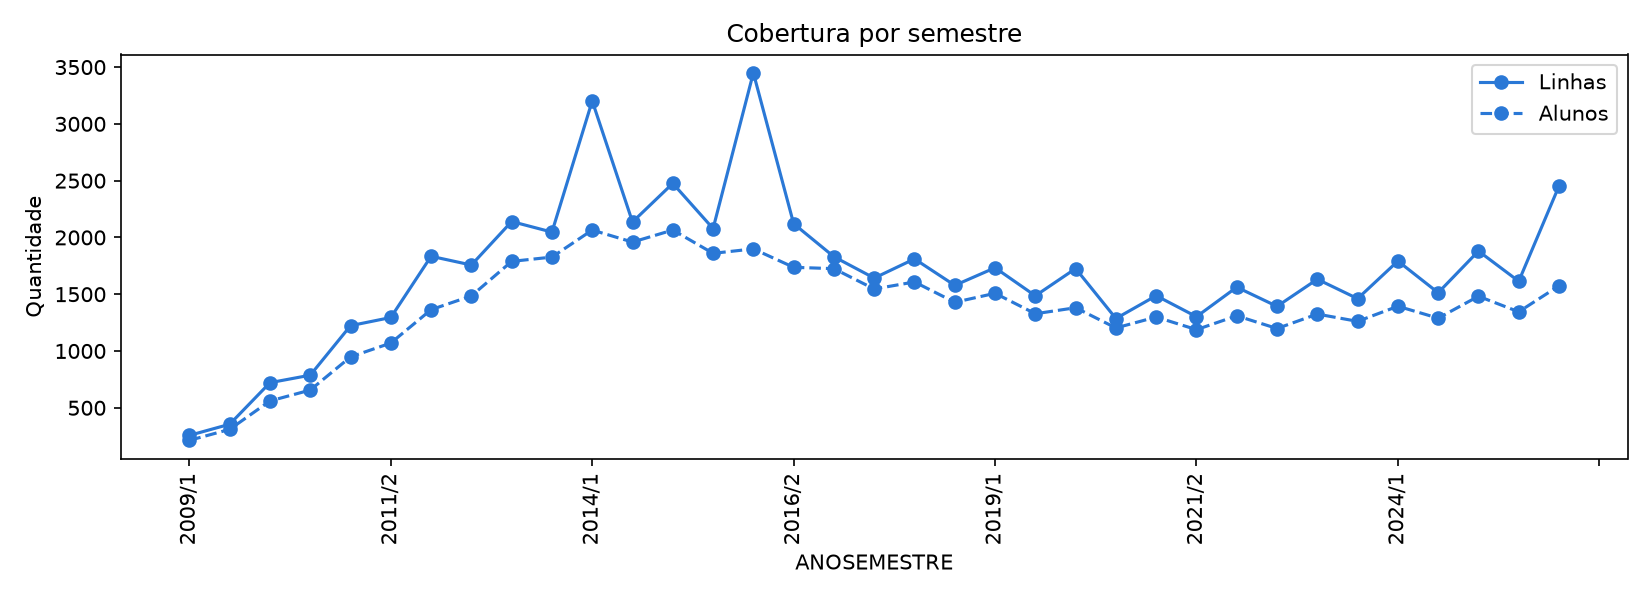 Cobertura por semestre
Linhas
Alunos
Quantidade
3500
3000
2500
2000
1500
1000
500
2009/1
2011/2
2014/1
2016/2
2019/1
2021/2
2024/1
ANOSEMESTRE